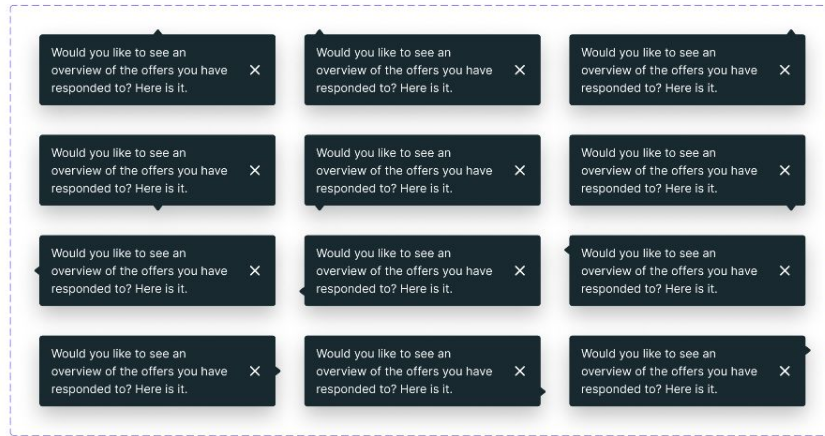 Would you like to see an
overview of the offers you have
responded to? Here is it.
Would you like to see an
overview of the offers you have
responded to? Here is it.
Would you like to see an
overview of the offers you have
responded to? Here is it.
Would you like to see an
overview of the offers you have
responded to? Here is it.
Would you like to see an
overview of the offers you have
responded to? Here is it.
Would you like to see an
overview of the offers you have
responded to? Here is it.
Would you like to see an
overview of the offers you have
responded to? Here is it.
Would you like to see an
overview of the offers you have
responded to? Here is it.
Would you like to see an
overview of the offers you have
responded to? Here is it.
Would you like to see an
overview of the offers you have
responded to? Here is it.
Would you like to see an
overview of the offers you have
responded to? Here is it.
Would you like to see an
overview of the offers you have
responded to? Here is it.